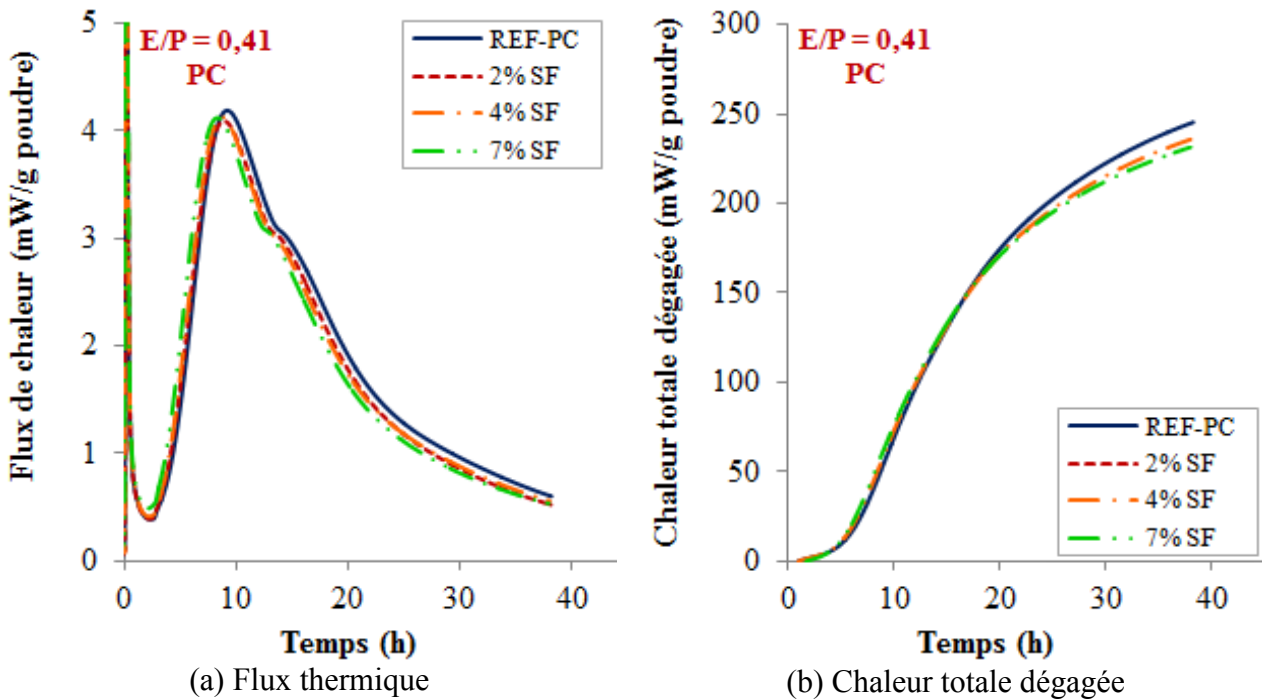 Flux de chaleur (mW/g poudre)
5
4
3
2
1
0
E/P = 0,41
PC
REF-PC
2% SF
4% SF
7% SF
0
10
20
30
40
Temps (h)
(a) Flux thermique
Chaleur totale dégagée (mW/g poudre)
300
250
200
150
100
50
0
E/P = 0,41
PC
REF-PC
2% SF
4% SF
7% SF
0
10
20
30
40
Temps (h)
(b) Chaleur totale dégagée